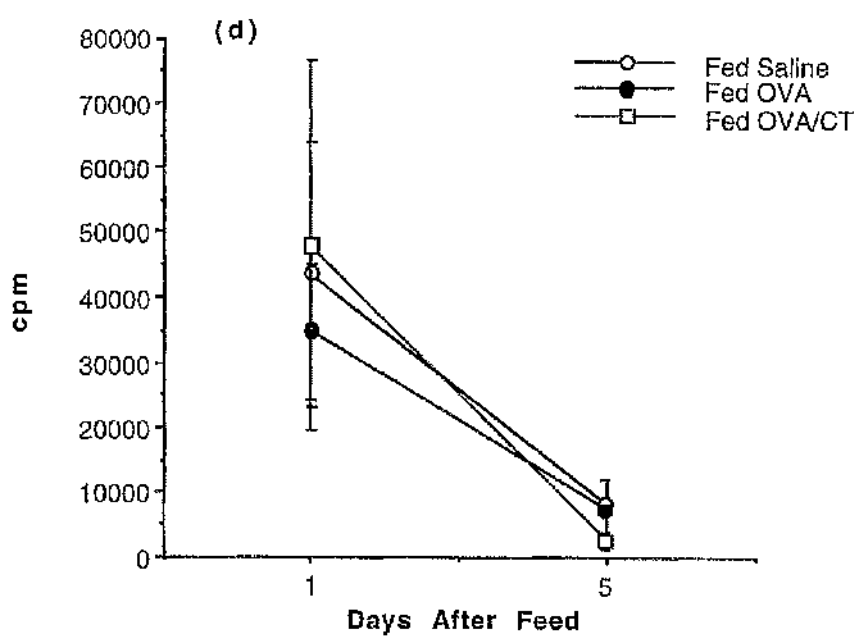 (d)
80000
70000
60000
50000
40000
30000
20000
10000
0
cpm
1 5
Days After Feed
Fed Saline
Fed OVA
Fed OVA/CT